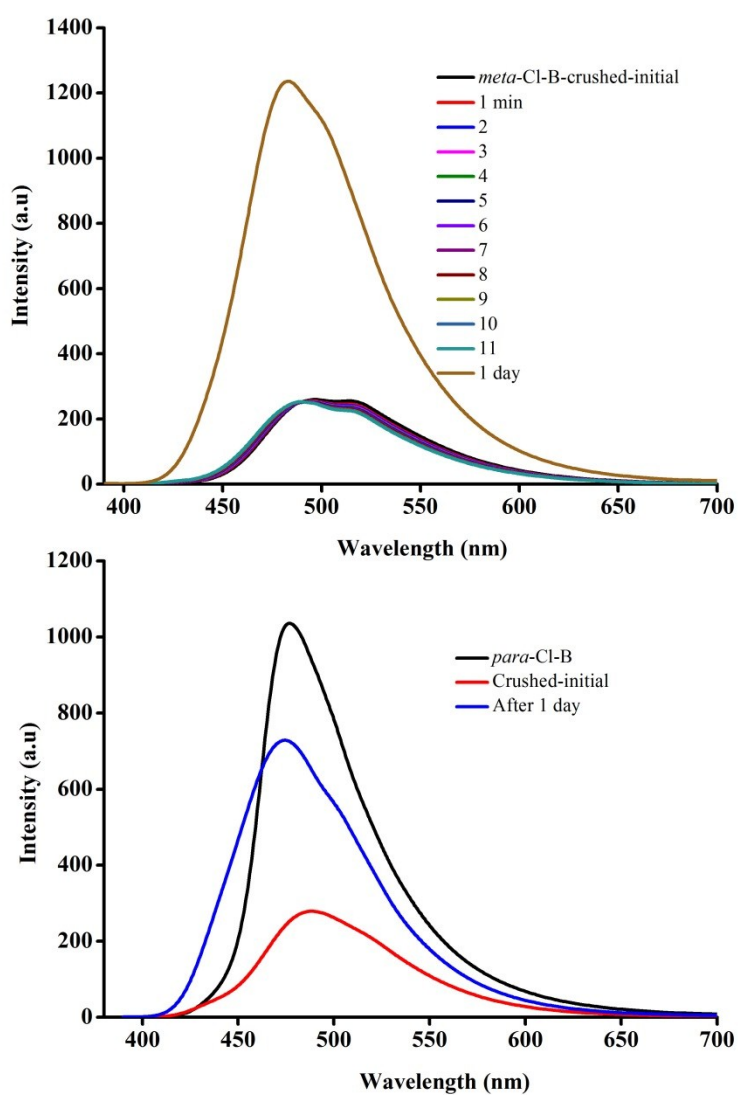 1400
1200
1000
800
600
400
200
0
Intensity (a.u)
meta-Cl-B-crushed-initial
1 min
2
3
4
5
6
7
8
9
10
11
1 day
400 450 500 550 600 650 700
Wavelength (nm)
1200
1000
800
600
400
200
0
Intensity (a.u)
para-Cl-B
Crushed-initial
After 1 day
400 450 500 550 600 650 700
Wavelength (nm)